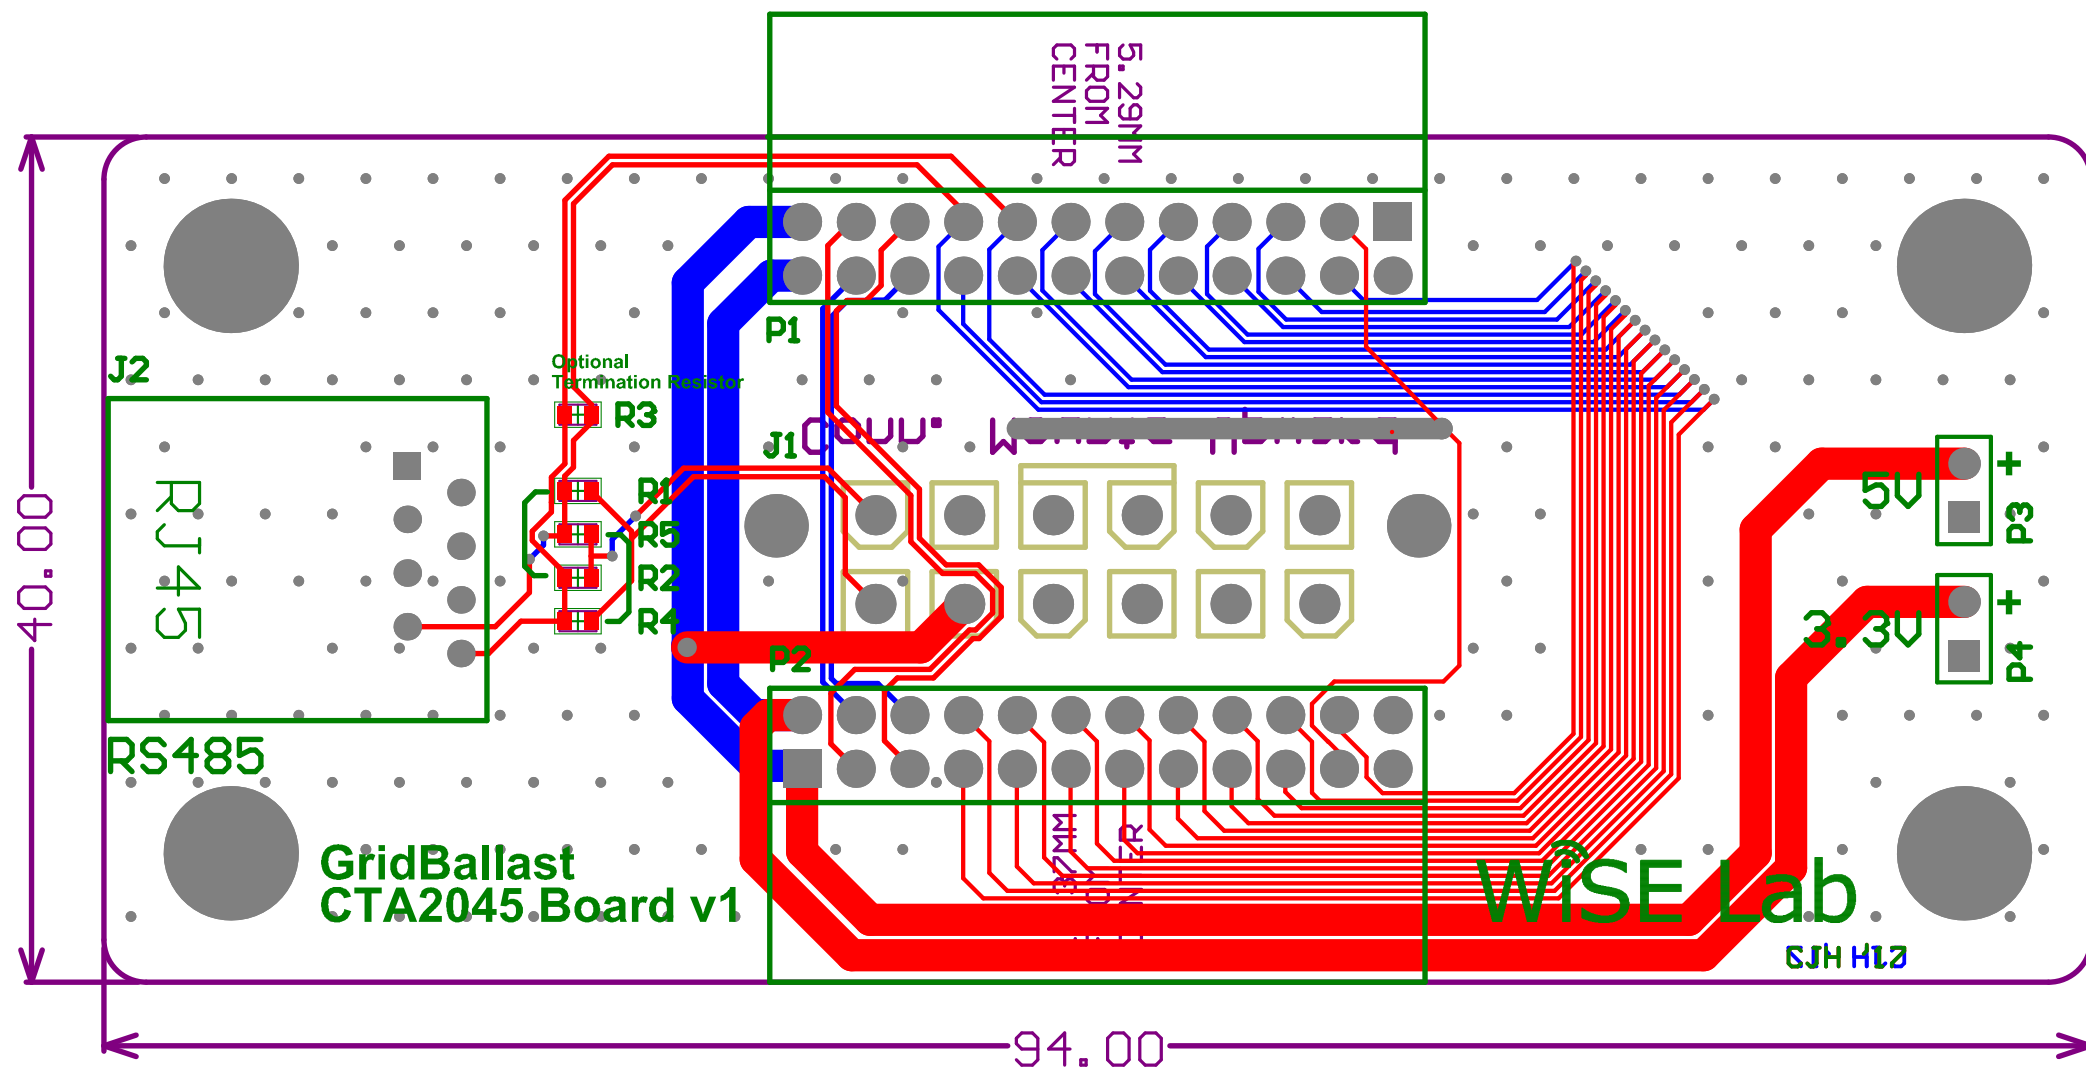 5.29MM
FROM
CENTER
P1
J2
Optional
Termination Resistor
R3
J1
R1
R5
R2
R4
RJ45
40.00
5V
+
P3
3.3V
+
P4
P2
RS485
GridBallast
CTA2045 Board v1
WiSE Lab
CJH
94.00